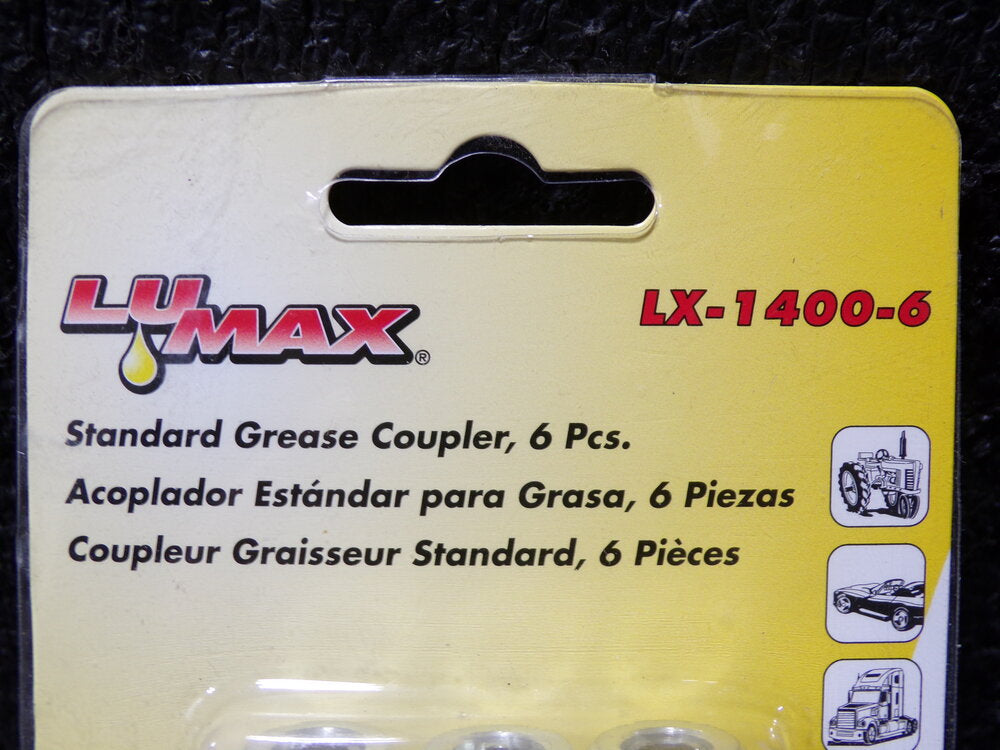 LUMAX®
LX-1400-6
Standard Grease Coupler, 6 Pcs.
Acoplador Estándar para Grasa, 6 Piezas
Coupleur Graisseur Standard, 6 Pièces